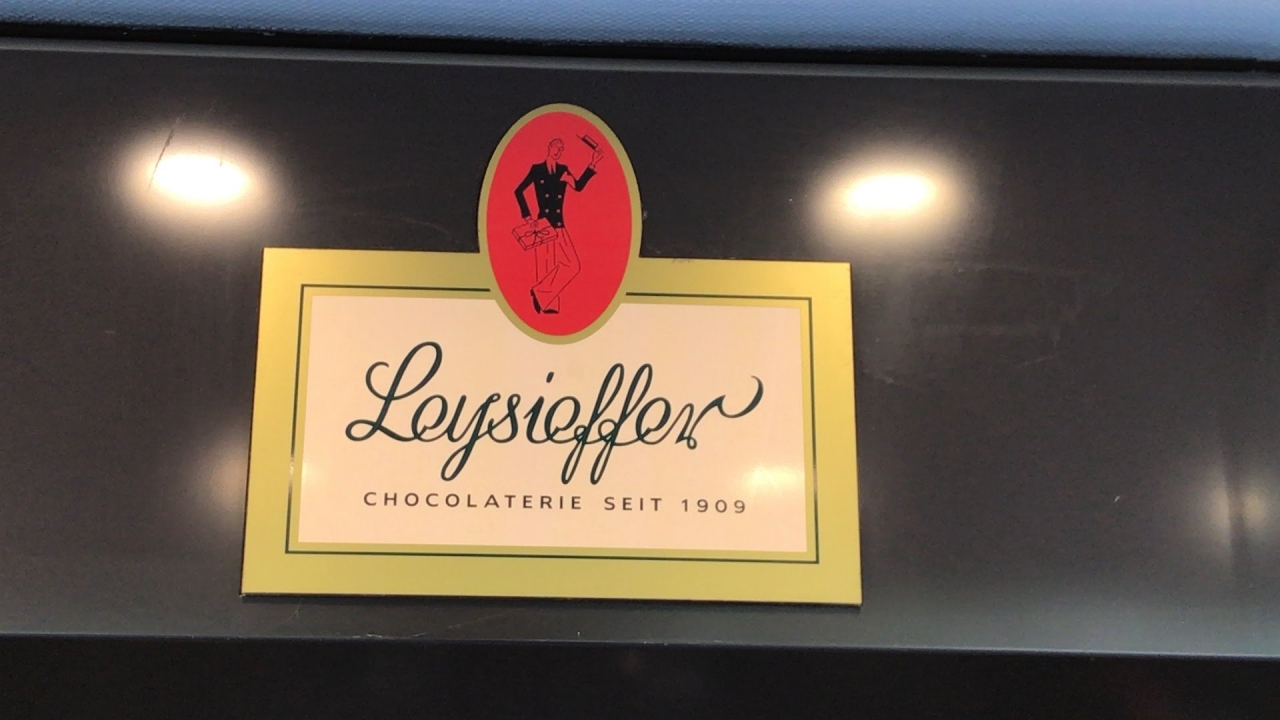 Leysieffer
CHOCOLATERIE SEIT 1909